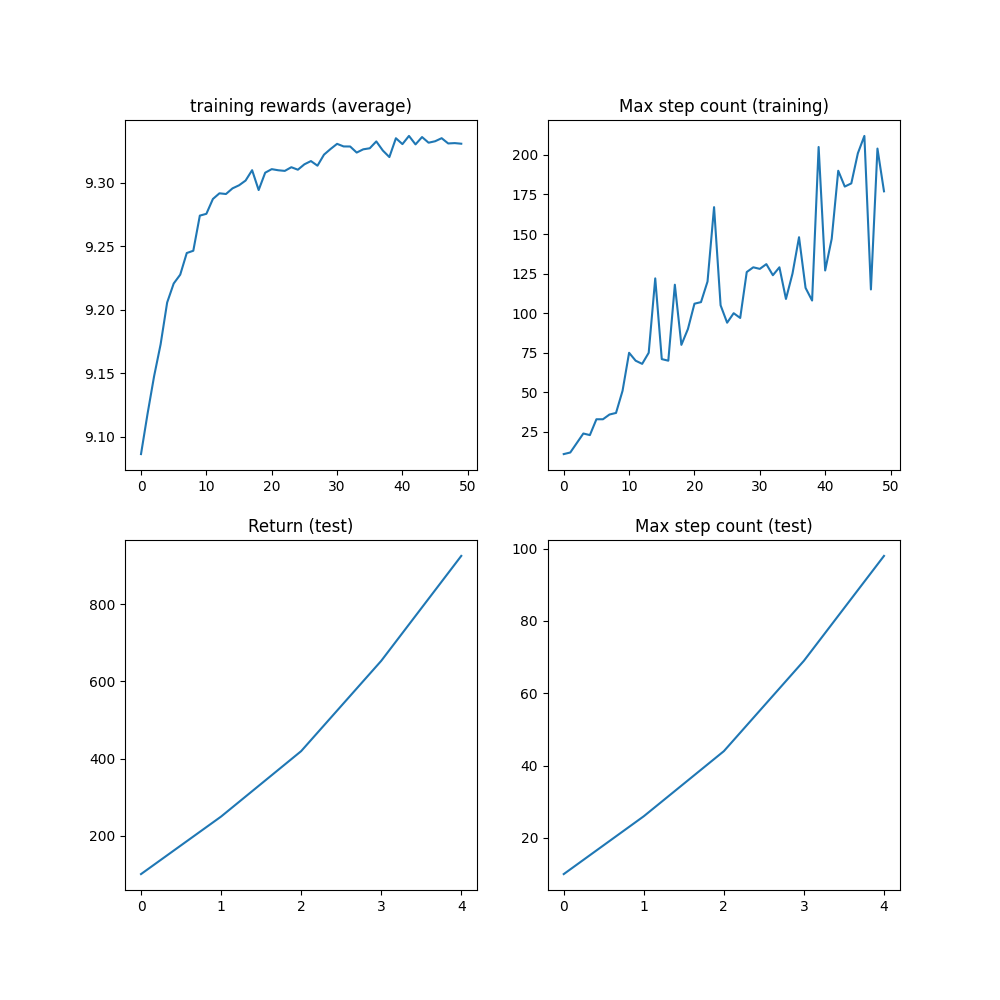 training rewards (average)
9.30
9.25
9.20
9.15
9.10
0 10 20 30 40 50
Max step count (training)
200
175
150
125
100
75
50
25
0 10 20 30 40 50
Return (test)
800
600
400
200
0 1 2 3 4
Max step count (test)
100
80
60
40
20
0 1 2 3 4